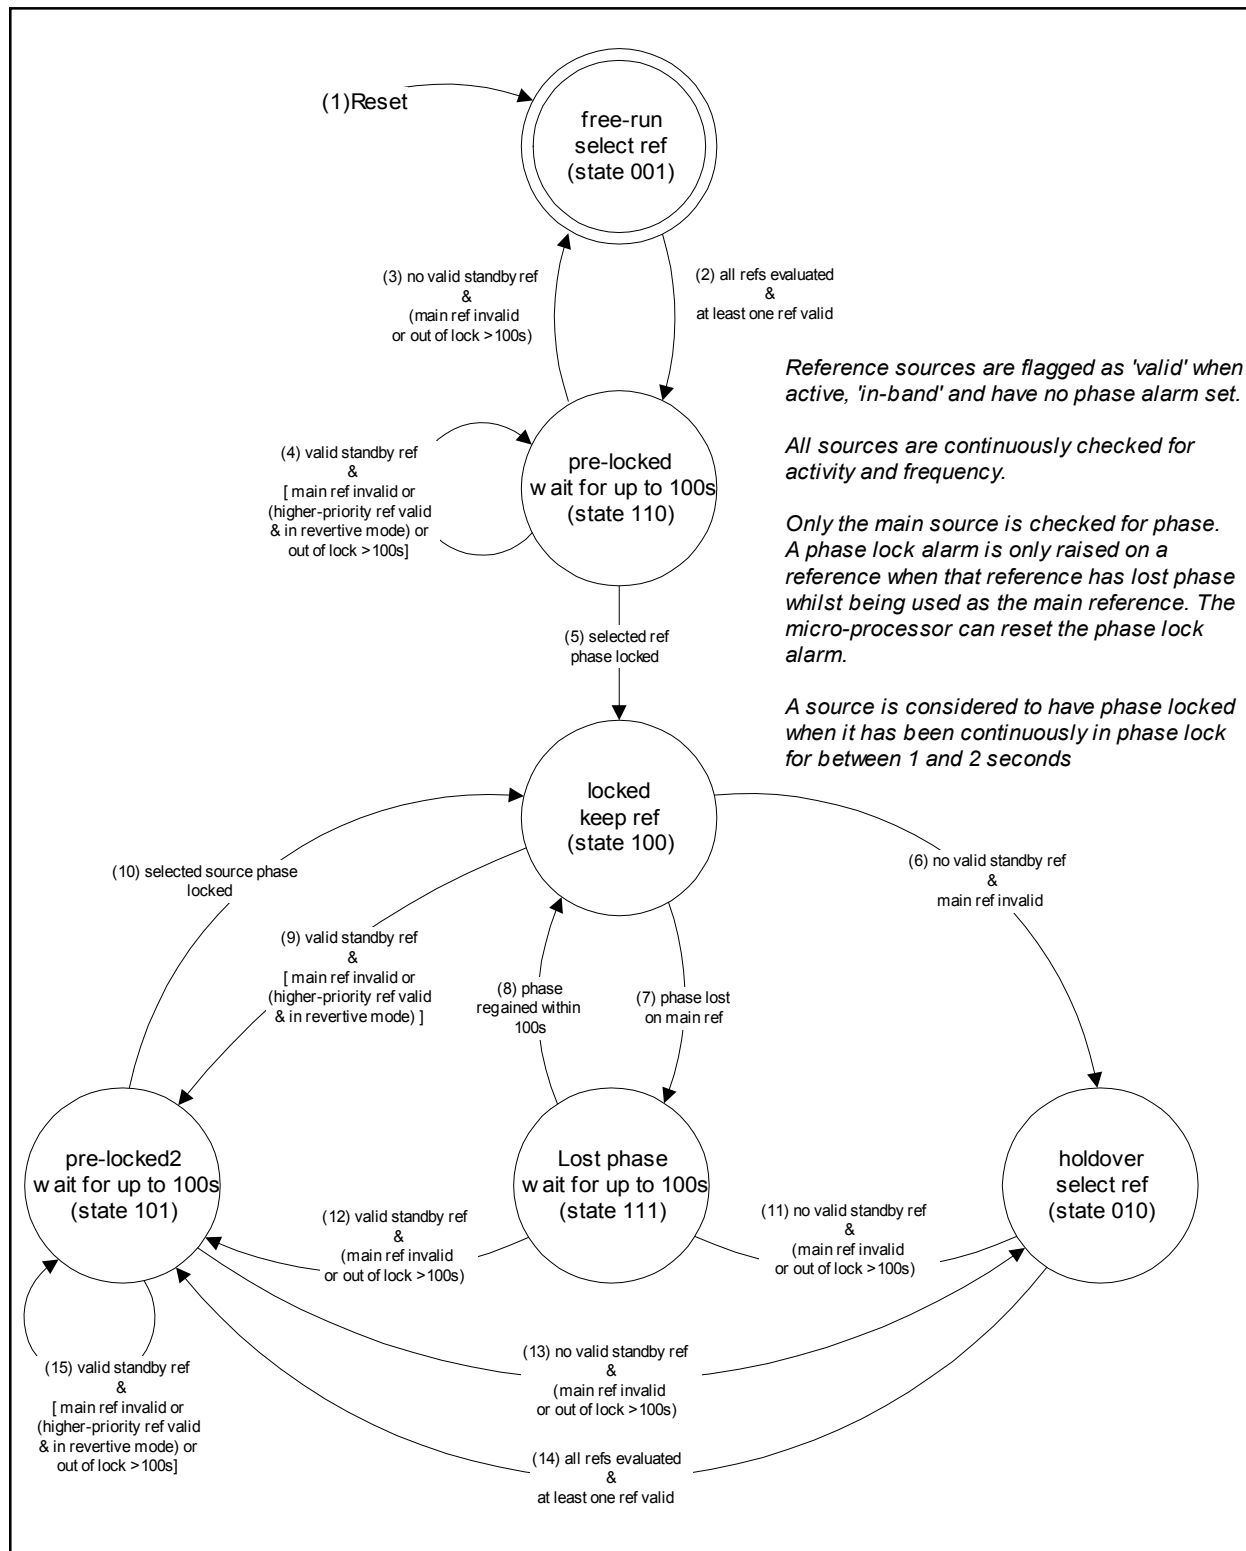 (1)Reset
free-run
select ref
(state 001)
(3) no valid standby ref
&
(main ref invalid
or out of lock >100s)
(2) all refs evaluated
&
at least one ref valid
Reference sources are flagged as 'valid' when
active, 'in-band' and have no phase alarm set.
All sources are continuously checked for
activity and frequency.
Only the main source is checked for phase.
A phase lock alarm is only raised on a
reference when that reference has lost phase
whilst being used as the main reference. The
micro-processor can reset the phase lock
alarm.
A source is considered to have phase locked
when it has been continuously in phase lock
for between 1 and 2 seconds
(4) valid standby ref
&
[ main ref invalid or
(higher-priority ref valid
& in revertive mode) or
out of lock >100s]
pre-locked
wait for up to 100s
(state 110)
(5) selected ref
phase locked
locked
keep ref
(state 100)
(10) selected source phase
locked
(6) no valid standby ref
&
main ref invalid
(9) valid standby ref
&
[ main ref invalid or
(higher-priority ref valid
& in revertive mode) ]
(8) phase
regained within
100s
(7) phase lost
on main ref
pre-locked2
wait for up to 100s
(state 101)
Lost phase
wait for up to 100s
(state 111)
holdover
select ref
(state 010)
(12) valid standby ref
&
(main ref invalid
or out of lock >100s)
(11) no valid standby ref
&
(main ref invalid
or out of lock >100s)
(15) valid standby ref
&
[ main ref invalid or
(higher-priority ref valid
& in revertive mode) or
out of lock >100s]
(13) no valid standby ref
&
(main ref invalid
or out of lock >100s)
(14) all refs evaluated
&
at least one ref valid